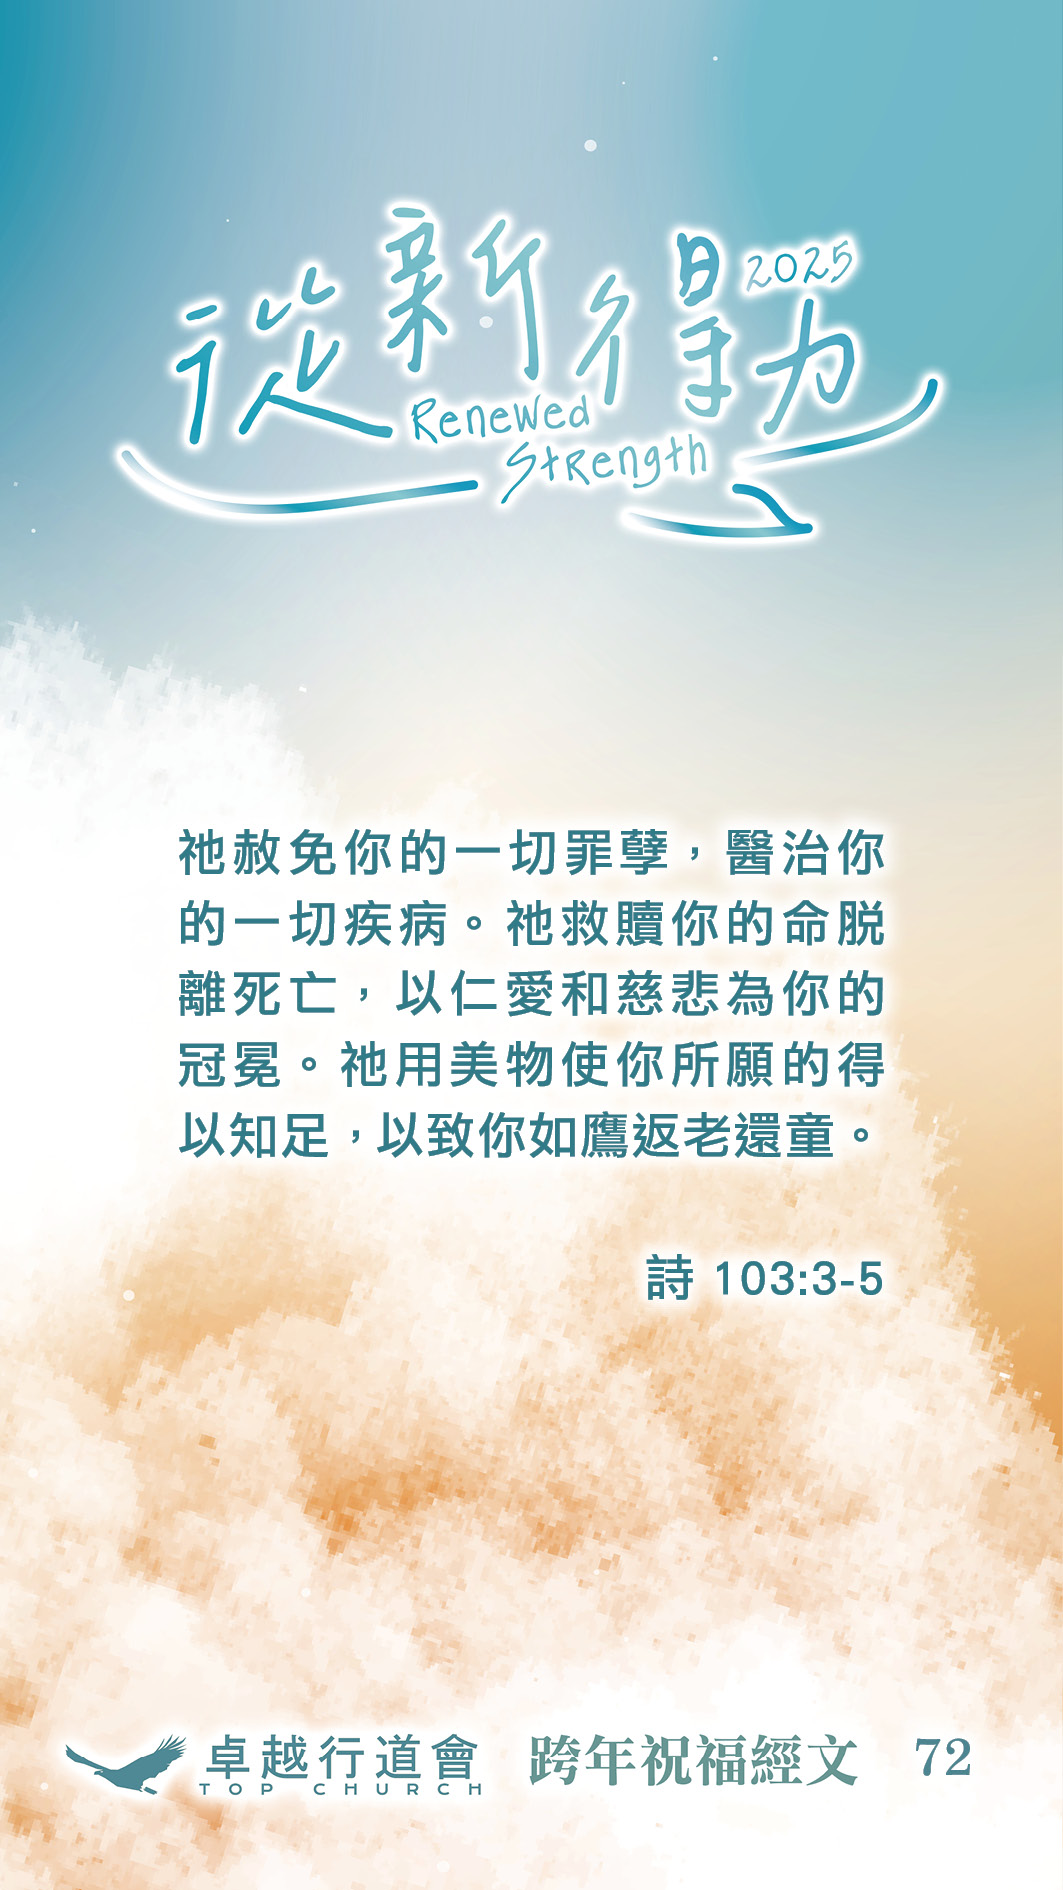 從新得力 2025
Renewed
Strength
祂赦免你的一切罪孽，醫治你
的一切疾病。祂救贖你的命脫
離死亡，以仁愛和慈悲為你的
冠冕。祂用美物使你所願的得
以知足，以致你如鷹返老還童。
詩 103:3-5
卓越行道會 跨年祝福經文 72
TOP CHURCH